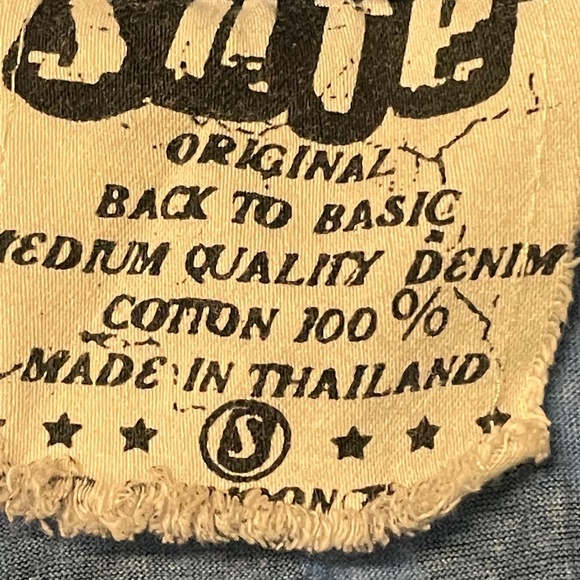 ORIGINAL
BACK TO BASIC
MEDIUM QUALITY DENIM
COTTON 100%
MADE IN THAILAND
S